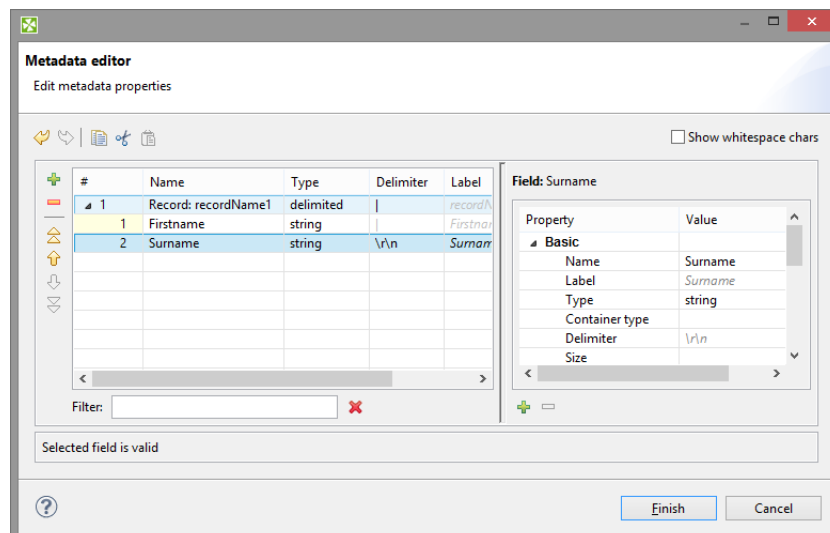 Metadata editor
Edit metadata properties
Show whitespace chars
# Name Type Delimiter Label
1 Record: recordName1 delimited | recordN
1 Firstname string | Firstnar
2 Surname string \r\n Surnam
Filter:
Field: Surname
Property Value
Basic
Name Surname
Label Surname
Type string
Container type
Delimiter \r\n
Size
Selected field is valid
Finish Cancel